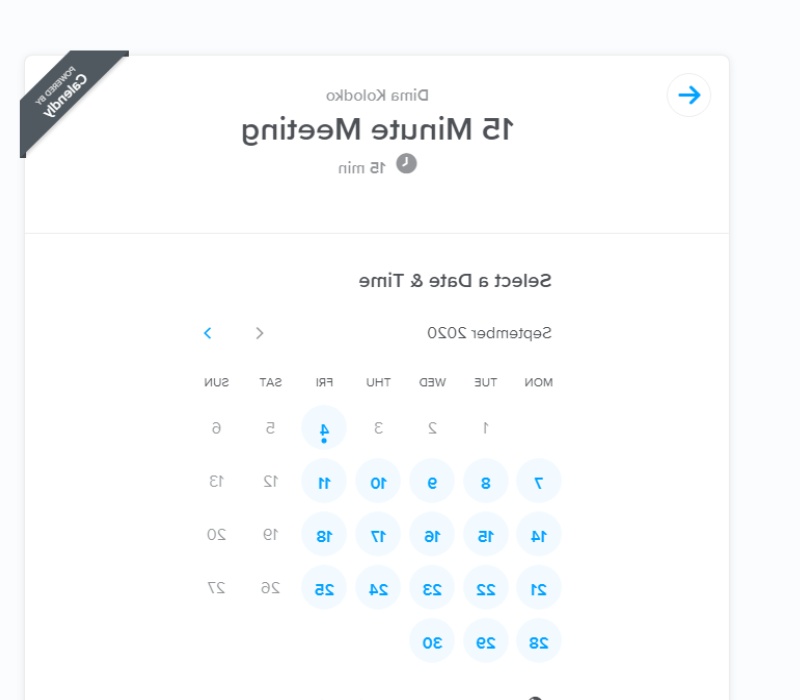 POWERED BY
Calendly
Dima Kolodko
15 Minute Meeting
15 min
Select a Date & Time
September 2020
MON TUE WED THU FRI SAT SUN
1 2 3 4 5 6
7 8 9 10 11 12 13
14 15 16 17 18 19 20
21 22 23 24 25 26 27
28 29 30